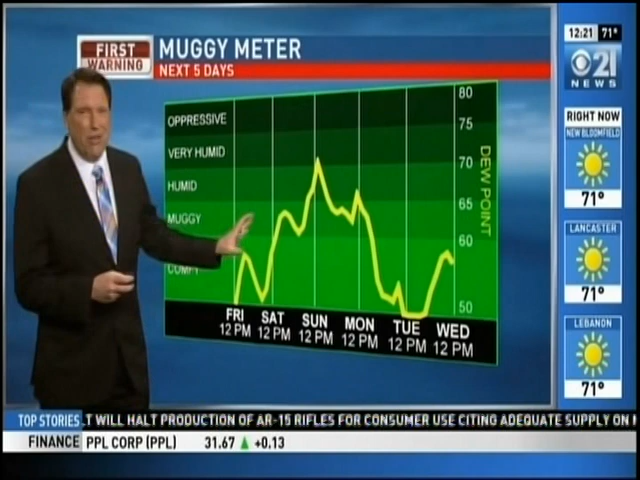 FIRST
WARNING
MUGGY METER
NEXT 5 DAYS
12:21 71°
21
NEWS
RIGHT NOW
NEW BLOOMFIELD
71°
LANCASTER
71°
LEBANON
71°
OPPRESSIVE
VERY HUMID
HUMID
MUGGY
80
75
70
65
60
50
DEW POINT
FRI
12 PM
SAT
12 PM
SUN
12 PM
MON
12 PM
TUE
12 PM
WED
12 PM
TOP STORIES
LT WILL HALT PRODUCTION OF AR-15 RIFLES FOR CONSUMER USE CITING ADEQUATE SUPPLY ON
FINANCE PPL CORP (PPL) 31.67 +0.13